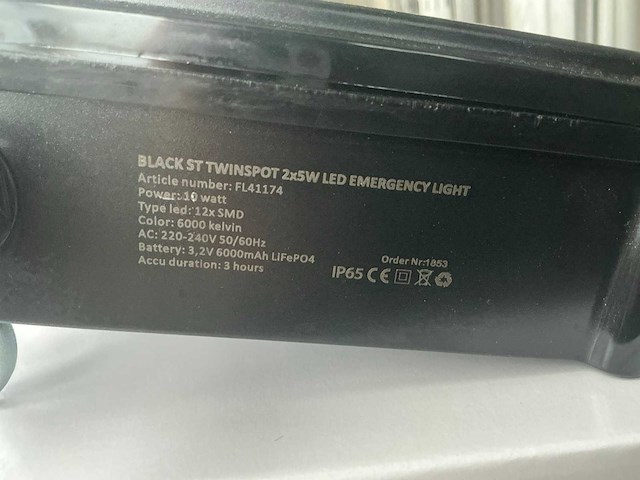 BLACK ST TWINSPOT 2x5W LED EMERGENCY LIGHT
Article number: FL41174
Power: 10 watt
Type led: 12x SMD
Color: 6000 kelvin
AC: 220-240V 50/60Hz
Battery: 3,2V 6000mAh LiFePO4
Accu duration: 3 hours
Order Nr:1853
IP65 CE